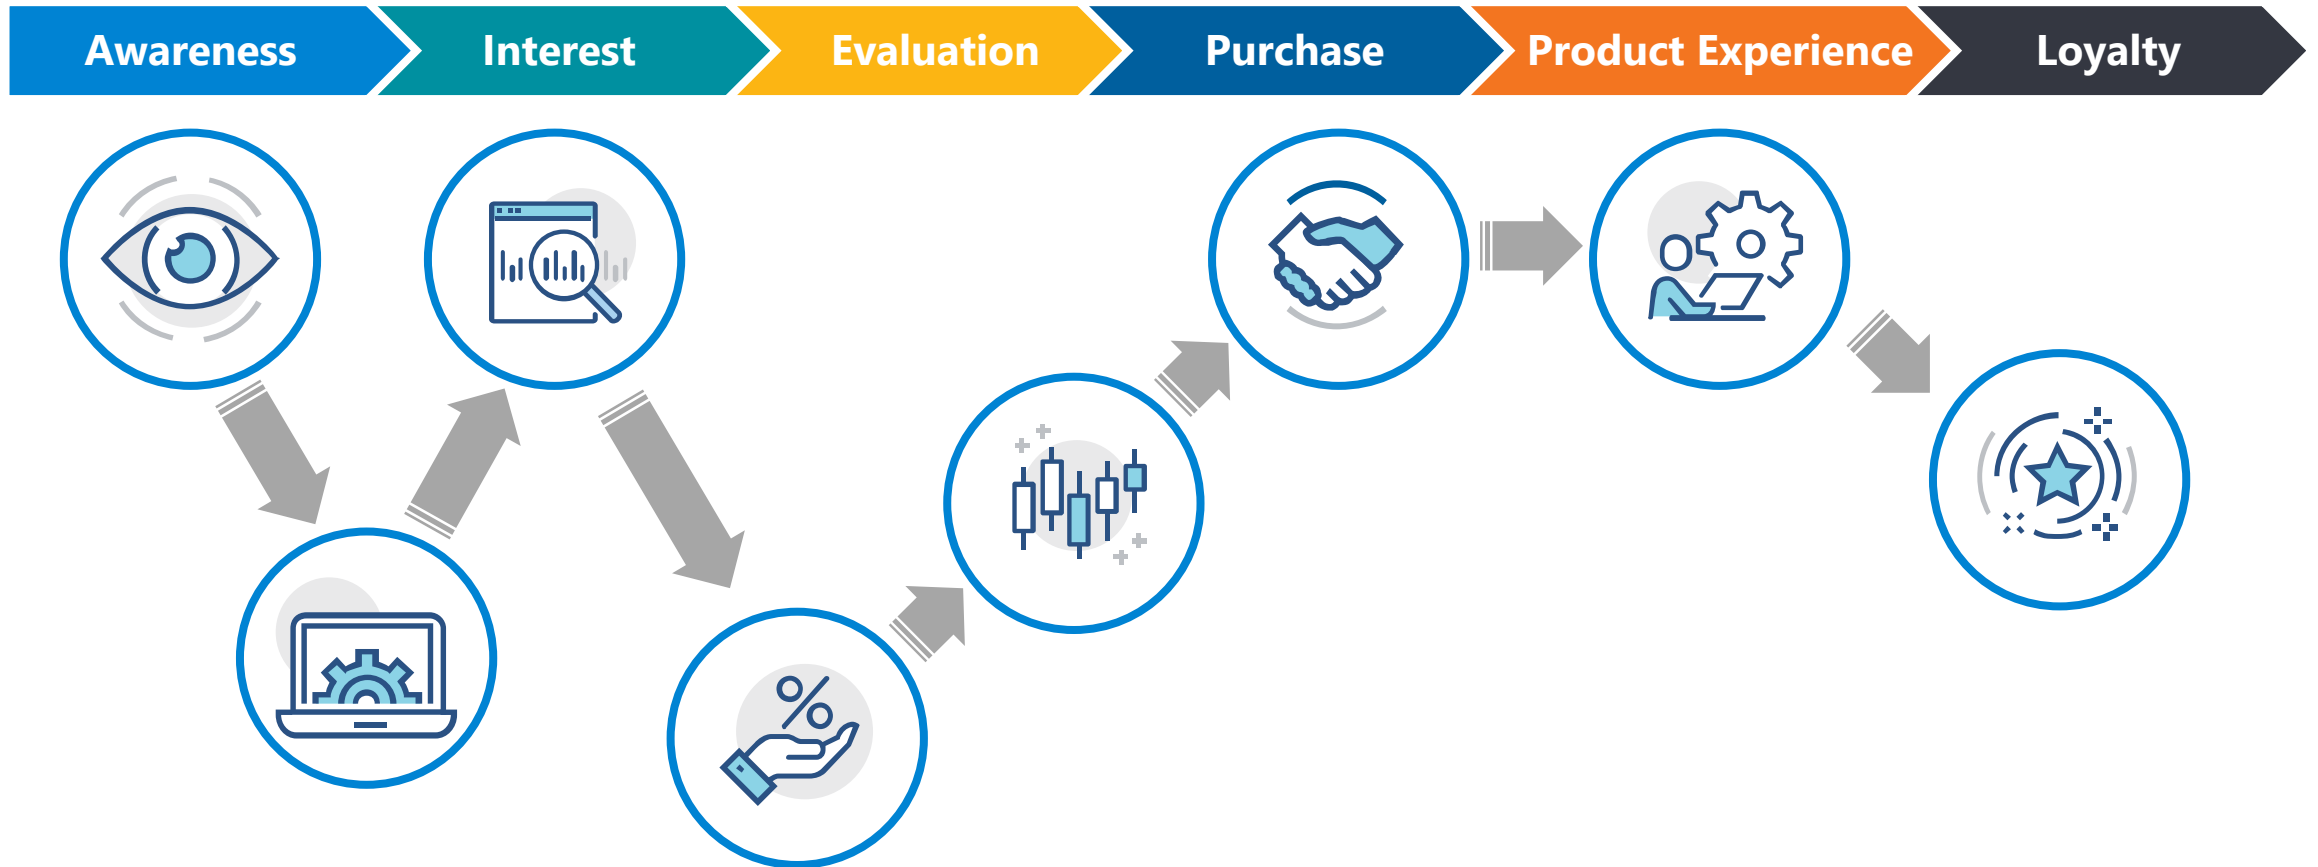 Awareness
Interest
Evaluation
Purchase
Product Experience
Loyalty